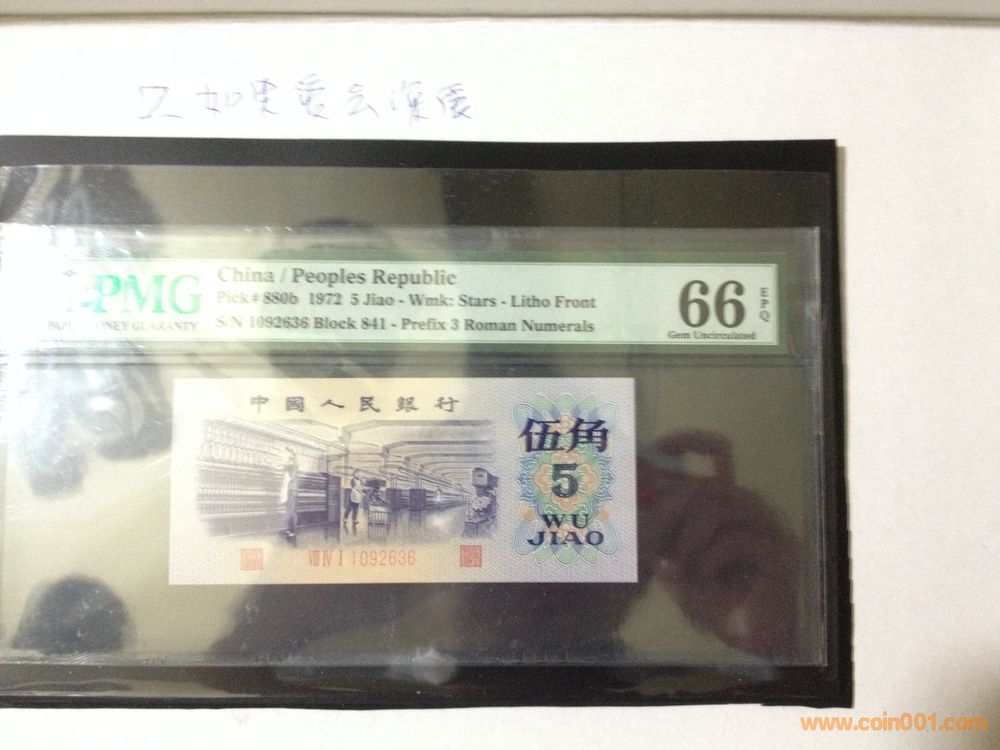 又如果爱会深厚
PMG
PAPER MONEY GUARANTY
China / Peoples Republic
Pick# 880b 1972 5 Jiao - Wmk: Stars - Litho Front
S/N 1092636 Block 841 - Prefix 3 Roman Numerals
66
EPQ
Gem Uncirculated
中國人民銀行
伍角
5
WU
JIAO
VIII IV I 1092636
www.coin001.com